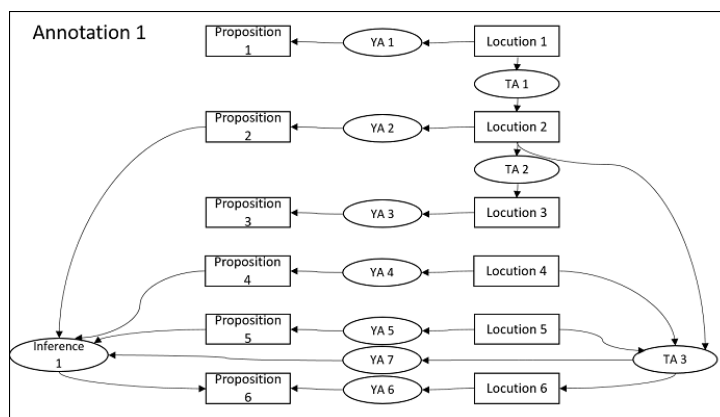 Annotation 1
Proposition
1
YA 1
Locution 1
TA 1
Proposition
2
YA 2
Locution 2
TA 2
Proposition
3
YA 3
Locution 3
Proposition
4
YA 4
Locution 4
Inference
1
Proposition
5
YA 5
Locution 5
YA 7
TA 3
Proposition
6
YA 6
Locution 6